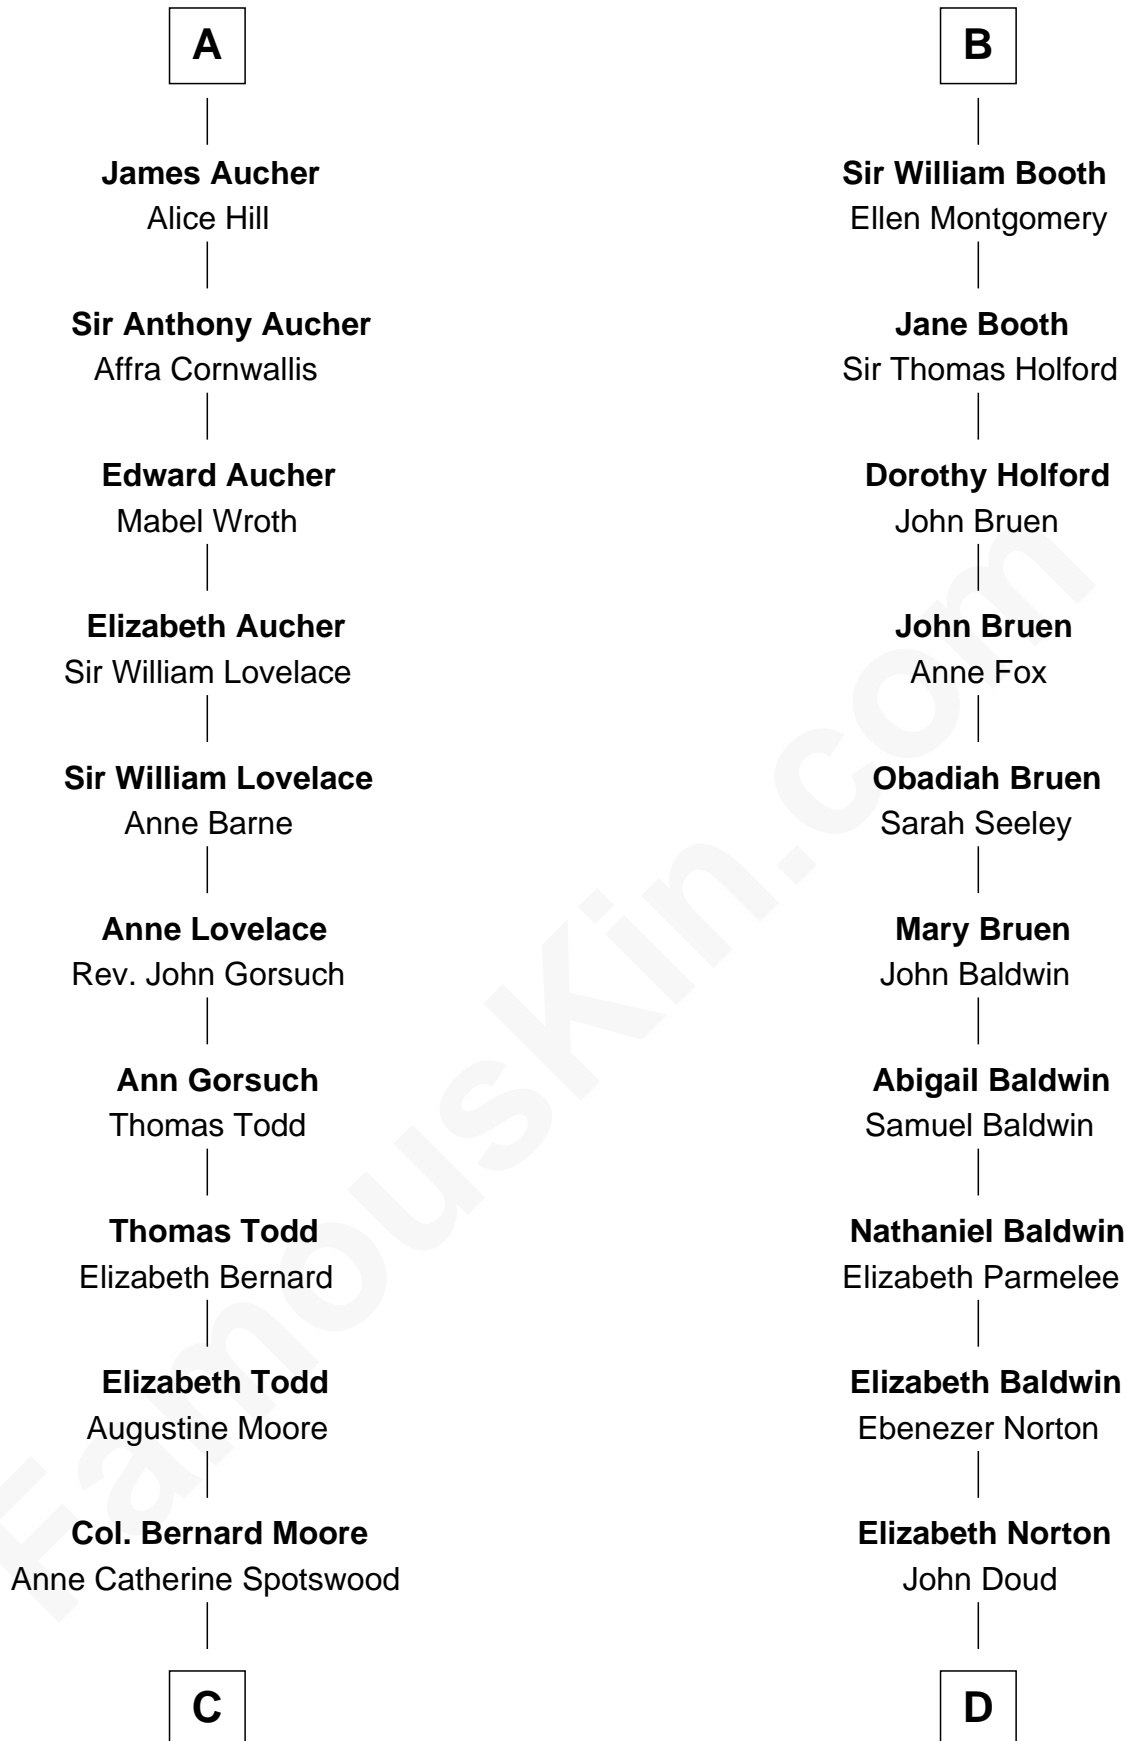 A
James Aucher
Alice Hill
Sir Anthony Aucher
Affra Cornwallis
Edward Aucher
Mabel Wroth
Elizabeth Aucher
Sir William Lovelace
Sir William Lovelace
Anne Barne
Anne Lovelace
Rev. John Gorsuch
Ann Gorsuch
Thomas Todd
Thomas Todd
Elizabeth Bernard
Elizabeth Todd
Augustine Moore
Col. Bernard Moore
Anne Catherine Spotswood
C
B
Sir William Booth
Ellen Montgomery
Jane Booth
Sir Thomas Holford
Dorothy Holford
John Bruen
John Bruen
Anne Fox
Obadiah Bruen
Sarah Seeley
Mary Bruen
John Baldwin
Abigail Baldwin
Samuel Baldwin
Nathaniel Baldwin
Elizabeth Parmelee
Elizabeth Baldwin
Ebenezer Norton
Elizabeth Norton
John Doud
D
FamousKin.com